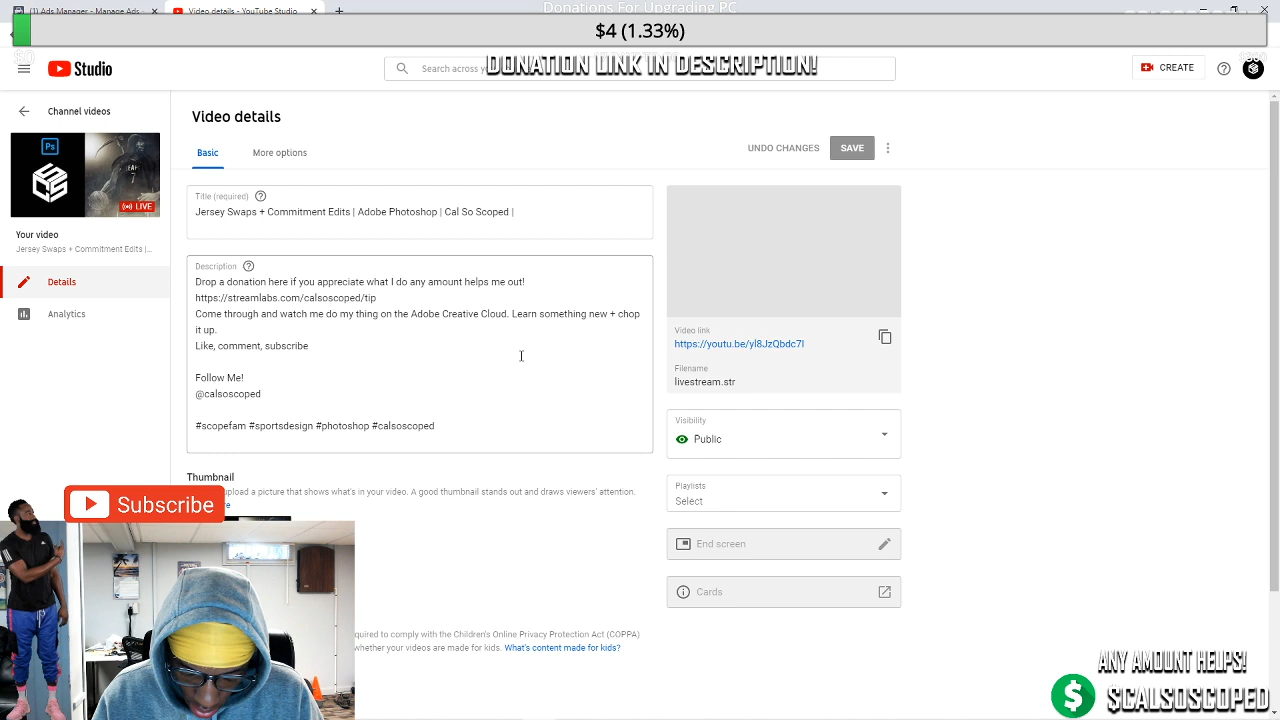 Ads Manager - Manage Ads
Video details - YouTube Studio
Donations For Upgrading PC
$4 (1.33%)
$0
Studio
Search across yo
DONATION LINK IN DESCRIPTION!
CREATE
Channel videos
Video details
Ps
LIVE
Basic
More options
UNDO CHANGES
SAVE
Title (required)
Jersey Swaps + Commitment Edits | Adobe Photoshop | Cal So Scoped |
Your video
Jersey Swaps + Commitment Edits |...
Details
Analytics
Description
Drop a donation here if you appreciate what I do any amount helps me out!
https://streamlabs.com/calsoscoped/tip
Come through and watch me do my thing on the Adobe Creative Cloud. Learn something new + chop
it up.
Like, comment, subscribe
Follow Me!
@calsoscoped
#scopefam #sportsdesign #photoshop #calsoscoped
Video link
https://youtu.be/yl8JzQbdc7I
Filename
livestream.str
Visibility
Public
Playlists
Select
End screen
Cards
Thumbnail
upload a picture that shows what's in your video. A good thumbnail stands out and draws viewers' attention.
Subscribe
quired to comply with the Children's Online Privacy Protection Act (COPPA)
whether your videos are made for kids. What's content made for kids?
ANY AMOUNT HELPS!
$CALSOSCOPED